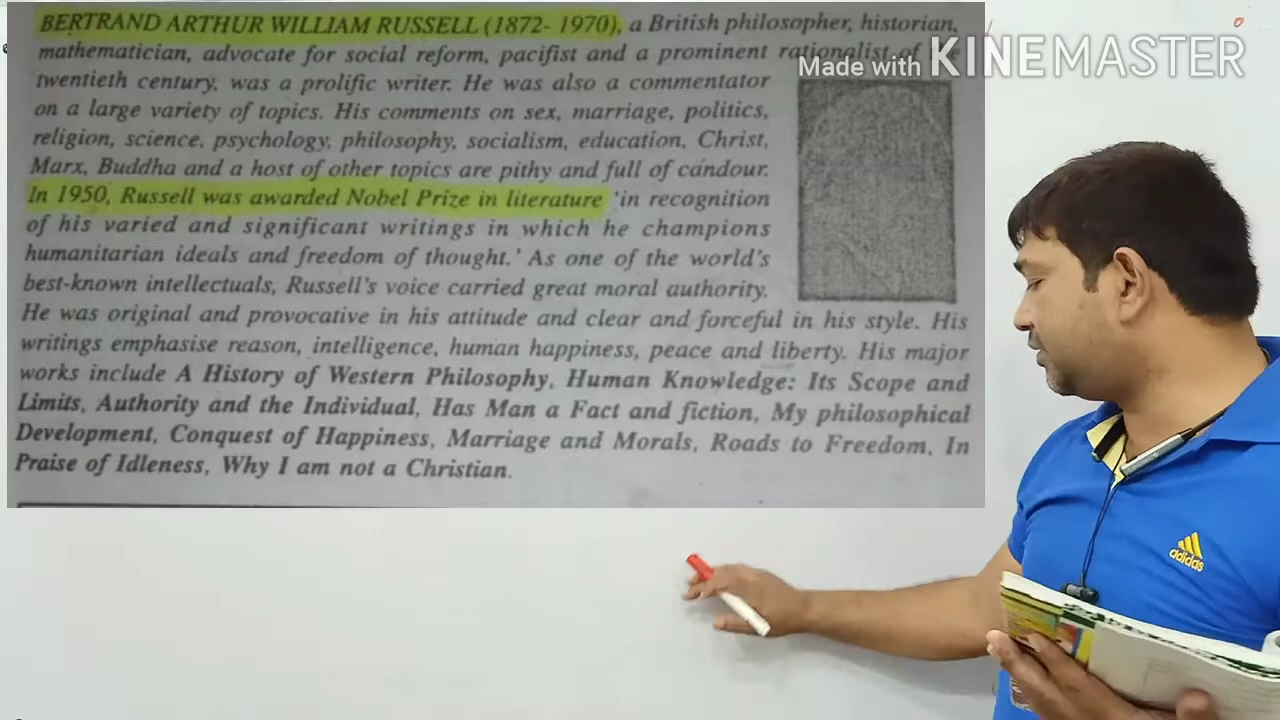 BERTRAND ARTHUR WILLIAM RUSSELL (1872- 1970), a British philosopher, historian,
mathematician, advocate for social reform, pacifist and a prominent rationalist of
Made with KINEMASTER
twentieth century, was a prolific writer. He was also a commentator
on a large variety of topics. His comments on sex, marriage, politics,
religion, science, psychology, philosophy, socialism, education, Christ,
Marx, Buddha and a host of other topics are pithy and full of candour.
In 1950, Russell was awarded Nobel Prize in literature 'in recognition
of his varied and significant writings in which he champions
humanitarian ideals and freedom of thought.' As one of the world's
best-known intellectuals, Russell's voice carried great moral authority.
He was original and provocative in his attitude and clear and forceful in his style. His
writings emphasise reason, intelligence, human happiness, peace and liberty. His major
works include A History of Western Philosophy, Human Knowledge: Its Scope and
Limits, Authority and the Individual, Has Man a Fact and fiction, My philosophical
Development, Conquest of Happiness, Marriage and Morals, Roads to Freedom, In
Praise of Idleness, Why I am not a Christian.
adidas